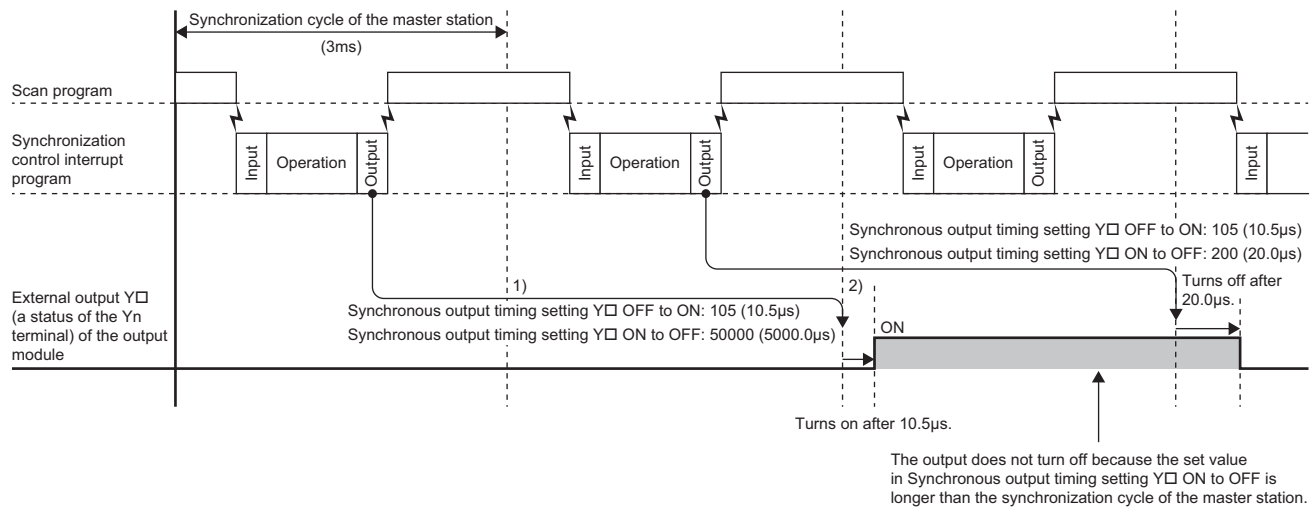 Synchronization cycle of the master station
(3ms)
Scan program
Synchronization
control interrupt
program
Input
Operation
Output
Input
Operation
Output
Input
Operation
Output
Input
Synchronous output timing setting Y□ OFF to ON: 105 (10.5μs)
Synchronous output timing setting Y□ ON to OFF: 200 (20.0μs)
1)
2)
Turns off after
20.0μs.
External output Y□
(a status of the Yn
terminal) of the output
module
Synchronous output timing setting Y□ OFF to ON: 105 (10.5μs)
Synchronous output timing setting Y□ ON to OFF: 50000 (5000.0μs)
ON
Turns on after 10.5μs.
The output does not turn off because the set value
in Synchronous output timing setting Y□ ON to OFF is
longer than the synchronization cycle of the master station.